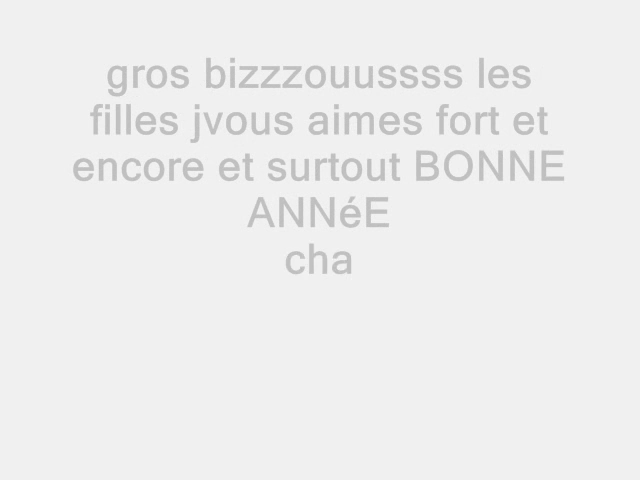 gros bizzzouussss les
filles jvous aimes fort et
encore et surtout BONNE
ANNéE
cha